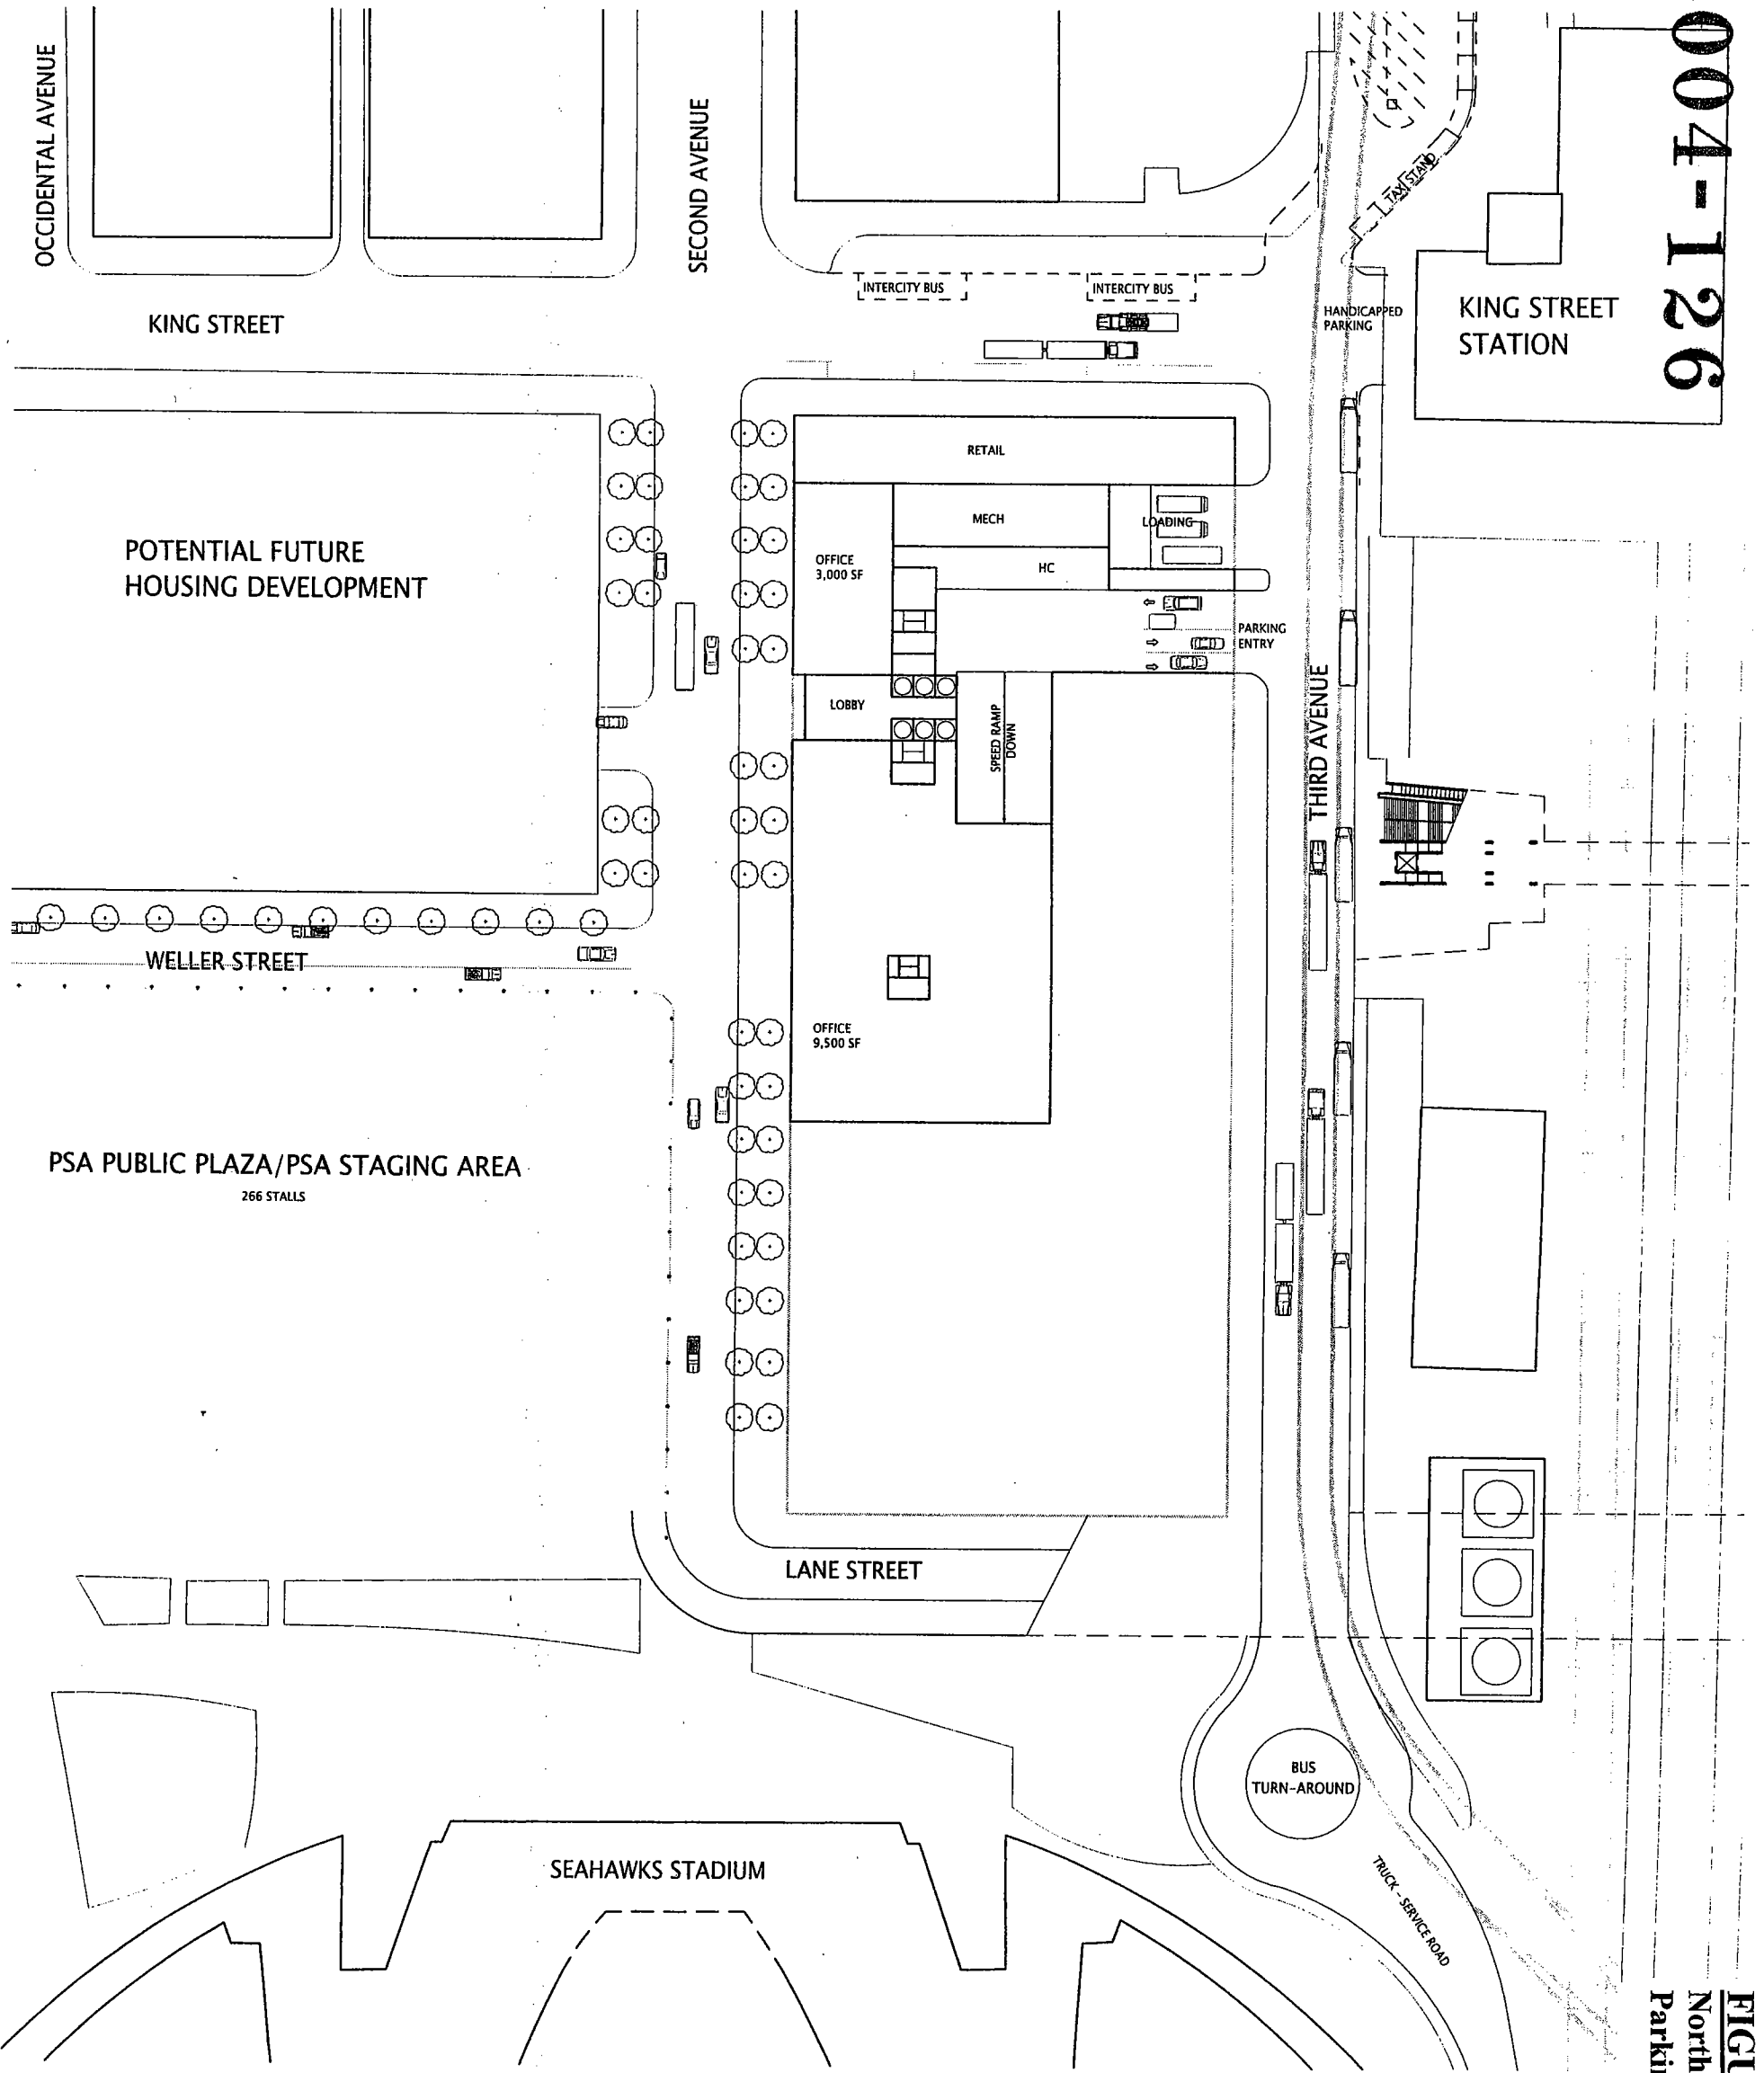 004-126
OCCIDENTAL AVENUE
SECOND AVENUE
TAXI STAND
INTERCITY BUS
INTERCITY BUS
KING STREET
HANDICAPPED
PARKING
KING STREET
STATION
RETAIL
MECH
LOADING
OFFICE
3,000 SF
HC
POTENTIAL FUTURE
HOUSING DEVELOPMENT
PARKING
ENTRY
LOBBY
SPEED RAMP
DOWN
THIRD AVENUE
WELLER STREET
OFFICE
9,500 SF
PSA PUBLIC PLAZA/PSA STAGING AREA
266 STALLS
LANE STREET
BUS
TURN-AROUND
SEAHAWKS STADIUM
TRUCK - SERVICE ROAD
North